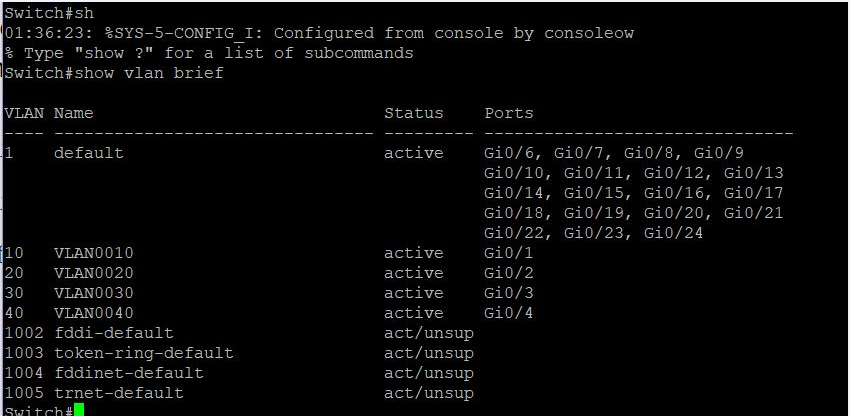 Switch#sh
01:36:23: %SYS-5-CONFIG_I: Configured from console by consoleow
% Type "show ?" for a list of subcommands
Switch#show vlan brief
VLAN Name                             Status    Ports
---- -------------------------------- --------- -------------------------------
1    default                          active    Gi0/6, Gi0/7, Gi0/8, Gi0/9
                                                Gi0/10, Gi0/11, Gi0/12, Gi0/13
                                                Gi0/14, Gi0/15, Gi0/16, Gi0/17
                                                Gi0/18, Gi0/19, Gi0/20, Gi0/21
                                                Gi0/22, Gi0/23, Gi0/24
10   VLAN0010                         active    Gi0/1
20   VLAN0020                         active    Gi0/2
30   VLAN0030                         active    Gi0/3
40   VLAN0040                         active    Gi0/4
1002 fddi-default                     act/unsup
1003 token-ring-default               act/unsup
1004 fddinet-default                  act/unsup
1005 trnet-default                    act/unsup
Switch#